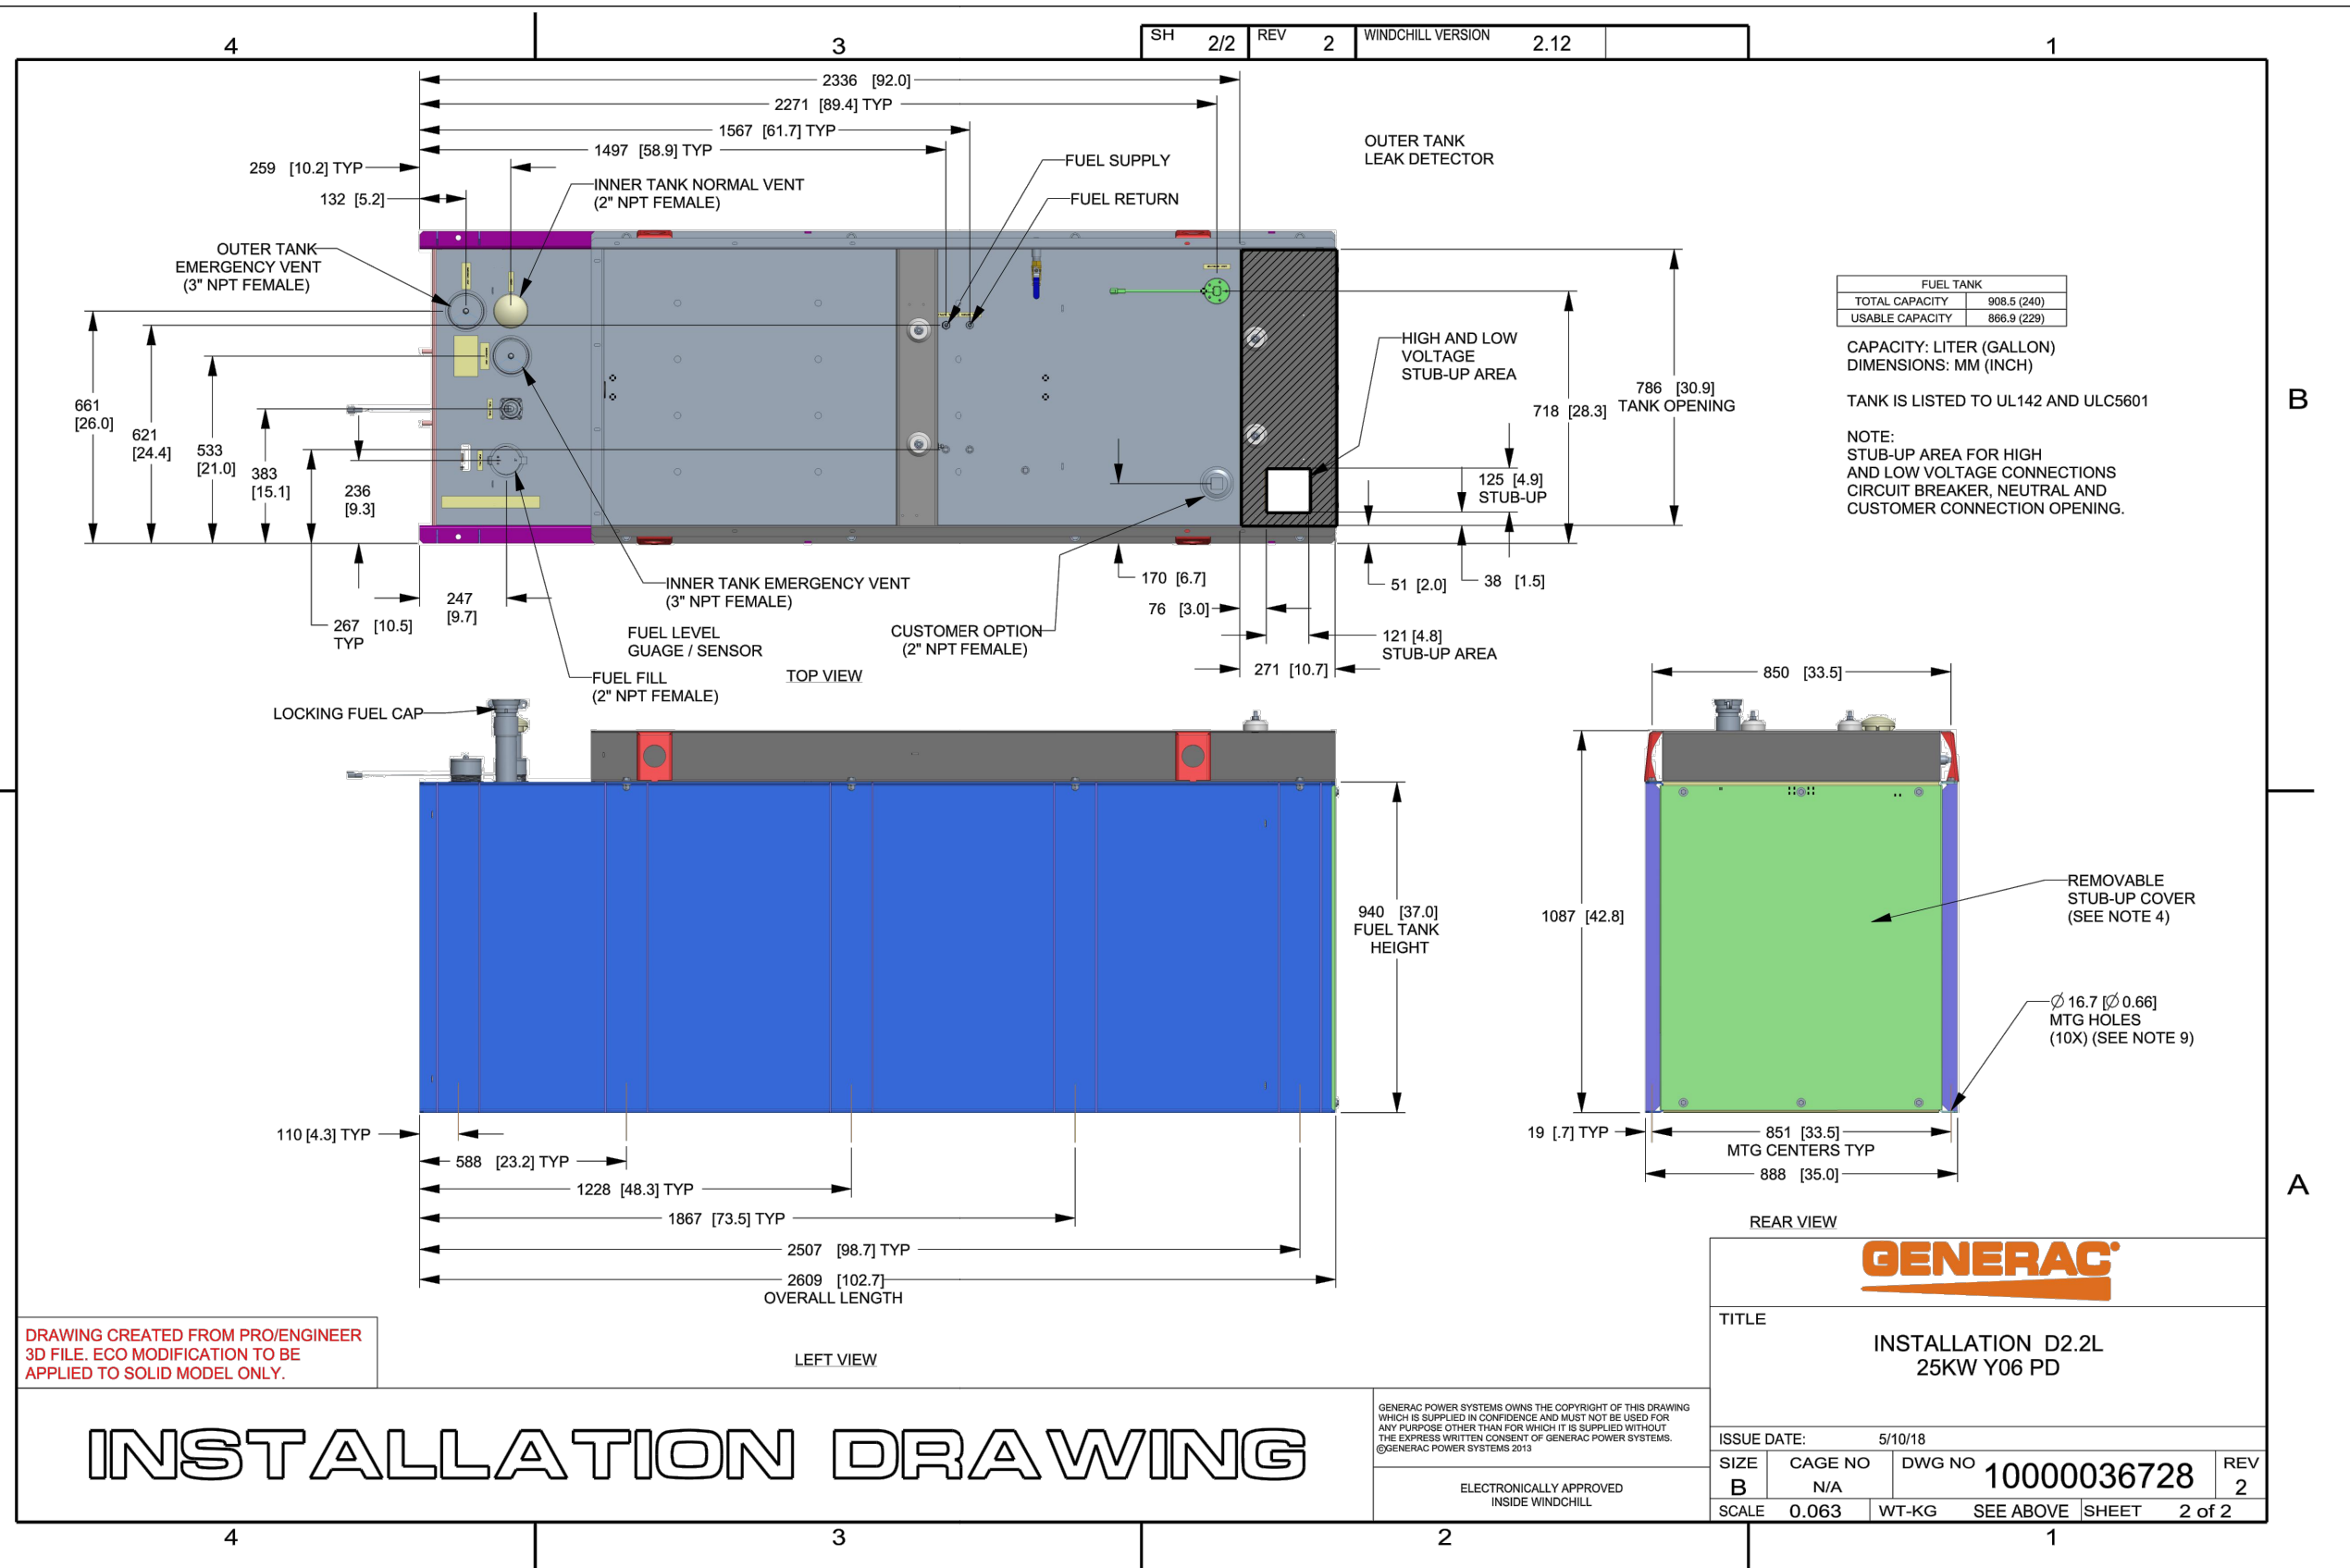 4
3
SH 2/2
REV 2
WINDCHILL VERSION 2.12
1
2336 [92.0]
2271 [89.4] TYP
1567 [61.7] TYP
1497 [58.9] TYP
259 [10.2] TYP
132 [5.2]
INNER TANK NORMAL VENT
(2" NPT FEMALE)
FUEL SUPPLY
FUEL RETURN
OUTER TANK
LEAK DETECTOR
OUTER TANK
EMERGENCY VENT
(3" NPT FEMALE)
661
[26.0]
621
[24.4]
533
[21.0]
383
[15.1]
236
[9.3]
267 [10.5]
TYP
247
[9.7]
INNER TANK EMERGENCY VENT
(3" NPT FEMALE)
FUEL LEVEL
GUAGE / SENSOR
FUEL FILL
(2" NPT FEMALE)
TOP VIEW
CUSTOMER OPTION
(2" NPT FEMALE)
HIGH AND LOW
VOLTAGE
STUB-UP AREA
718 [28.3]
786 [30.9]
TANK OPENING
125 [4.9]
STUB-UP
170 [6.7]
51 [2.0]
38 [1.5]
76 [3.0]
121 [4.8]
STUB-UP AREA
271 [10.7]
FUEL TANK
TOTAL CAPACITY 908.5 (240)
USABLE CAPACITY 866.9 (229)
CAPACITY: LITER (GALLON)
DIMENSIONS: MM (INCH)
TANK IS LISTED TO UL142 AND ULC5601
NOTE:
STUB-UP AREA FOR HIGH
AND LOW VOLTAGE CONNECTIONS
CIRCUIT BREAKER, NEUTRAL AND
CUSTOMER CONNECTION OPENING.
B
LOCKING FUEL CAP
940 [37.0]
FUEL TANK
HEIGHT
110 [4.3] TYP
588 [23.2] TYP
1228 [48.3] TYP
1867 [73.5] TYP
2507 [98.7] TYP
2609 [102.7]
OVERALL LENGTH
LEFT VIEW
850 [33.5]
1087 [42.8]
REMOVABLE
STUB-UP COVER
(SEE NOTE 4)
Ø 16.7 [Ø 0.66]
MTG HOLES
(10X) (SEE NOTE 9)
19 [.7] TYP
851 [33.5]
MTG CENTERS TYP
888 [35.0]
REAR VIEW
A
DRAWING CREATED FROM PRO/ENGINEER
3D FILE. ECO MODIFICATION TO BE
APPLIED TO SOLID MODEL ONLY.
INSTALLATION DRAWING
GENERAC POWER SYSTEMS OWNS THE COPYRIGHT OF THIS DRAWING
WHICH IS SUPPLIED IN CONFIDENCE AND MUST NOT BE USED FOR
ANY PURPOSE OTHER THAN FOR WHICH IT IS SUPPLIED WITHOUT
THE EXPRESS WRITTEN CONSENT OF GENERAC POWER SYSTEMS.
©GENERAC POWER SYSTEMS 2013
ELECTRONICALLY APPROVED
INSIDE WINDCHILL
GENERAC
TITLE
INSTALLATION D2.2L
25KW Y06 PD
ISSUE DATE: 5/10/18
SIZE B
CAGE NO N/A
DWG NO 10000036728
REV 2
SCALE 0.063
WT-KG SEE ABOVE
SHEET 2 of 2
4
3
2
1